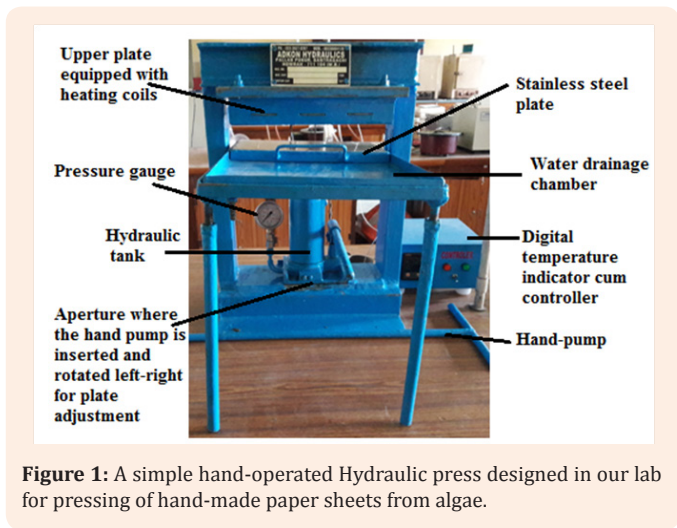 ADKON HYDRAULICS
Upper plate
equipped with
heating coils
Stainless steel
plate
Pressure gauge
Water drainage
chamber
Hydraulic
tank
Digital
temperature
indicator cum
controller
Aperture where
the hand pump is
inserted and
rotated left-right
for plate
adjustment
Hand-pump
Figure 1: A simple hand-operated Hydraulic press designed in our lab
for pressing of hand-made paper sheets from algae.